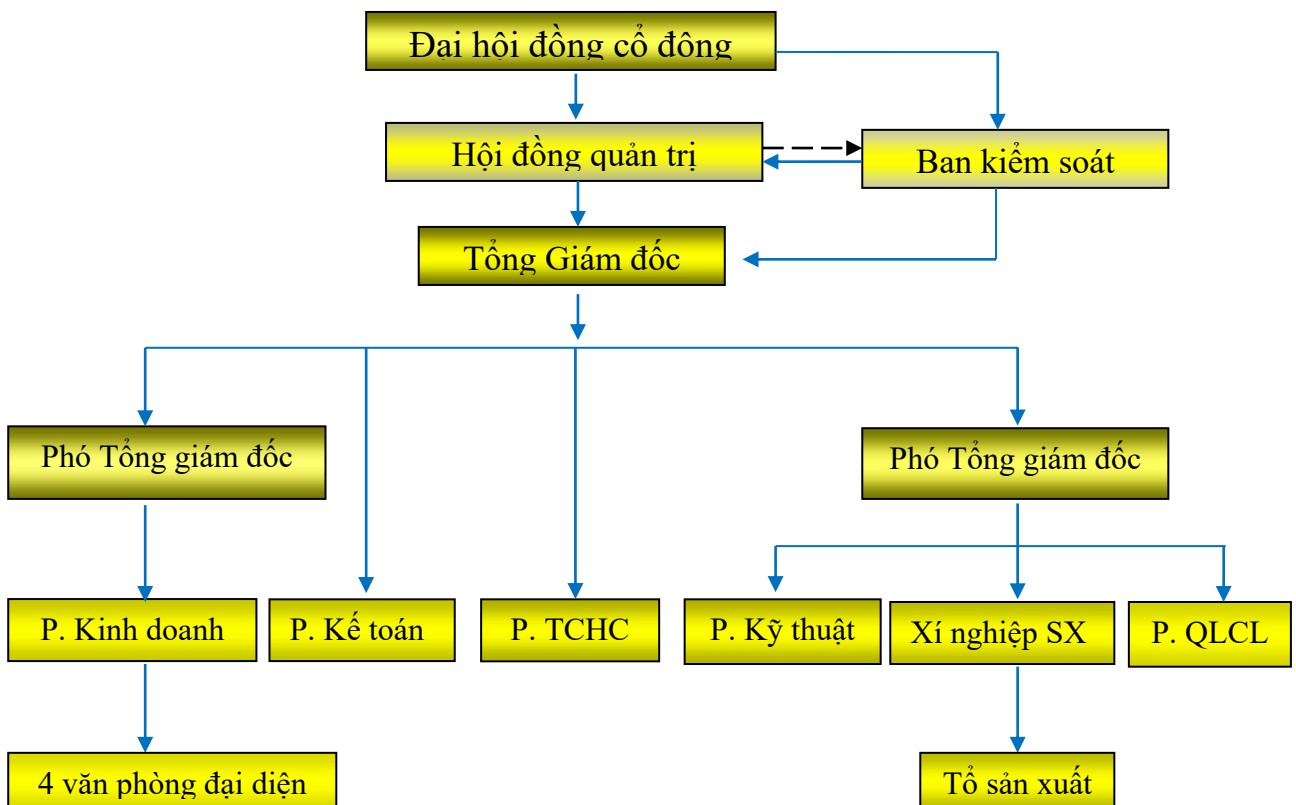 Đại hội đồng cổ đông
Hội đồng quản trị
Ban kiểm soát
Tổng Giám đốc
Phó Tổng giám đốc
Phó Tổng giám đốc
P. Kinh doanh
P. Kế toán
P. TCHC
P. Kỹ thuật
Xí nghiệp SX
P. QLCL
4 văn phòng đại diện
Tổ sản xuất